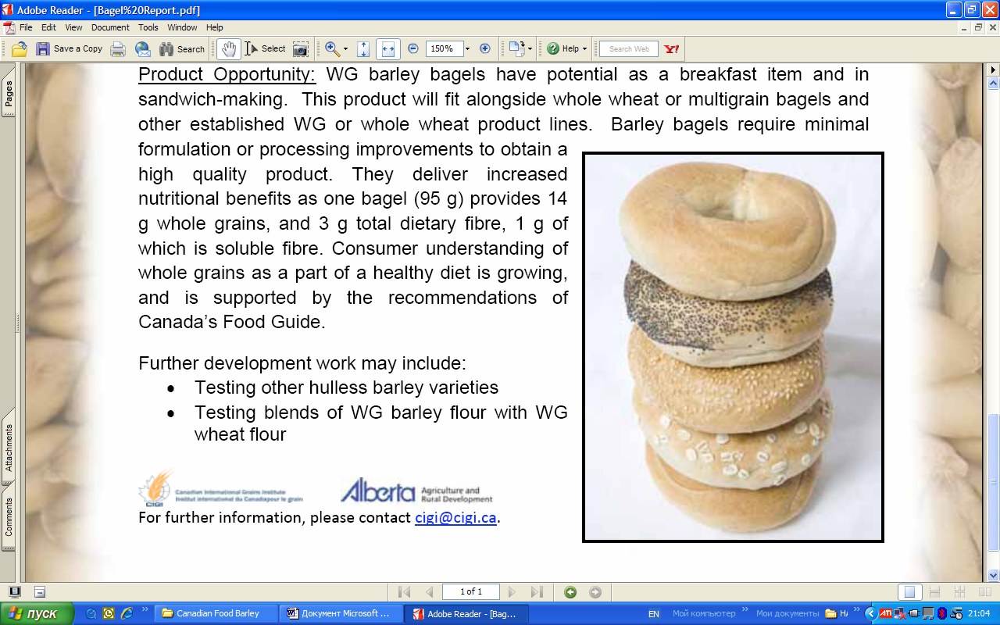 Adobe Reader - [Bagel%20Report.pdf]
File Edit View Document Tools Window Help
Save a Copy Search Select 150% Help Search Web Y!
Pages
Attachments
Comments
Product Opportunity: WG barley bagels have potential as a breakfast item and in
sandwich-making. This product will fit alongside whole wheat or multigrain bagels and
other established WG or whole wheat product lines. Barley bagels require minimal
formulation or processing improvements to obtain a
high quality product. They deliver increased
nutritional benefits as one bagel (95 g) provides 14
g whole grains, and 3 g total dietary fibre, 1 g of
which is soluble fibre. Consumer understanding of
whole grains as a part of a healthy diet is growing,
and is supported by the recommendations of
Canada's Food Guide.
Further development work may include:
• Testing other hulless barley varieties
• Testing blends of WG barley flour with WG
wheat flour
CIGI
Canadian International Grains Institute
Institut international du Canadapour le grain
Alberta Agriculture and
Rural Development
For further information, please contact cigi@cigi.ca.
1 of 1
пуск Canadian Food Barley Документ Microsoft ... Adobe Reader - [Bag... EN Мой компьютер » Мои документы » ATI 21:04